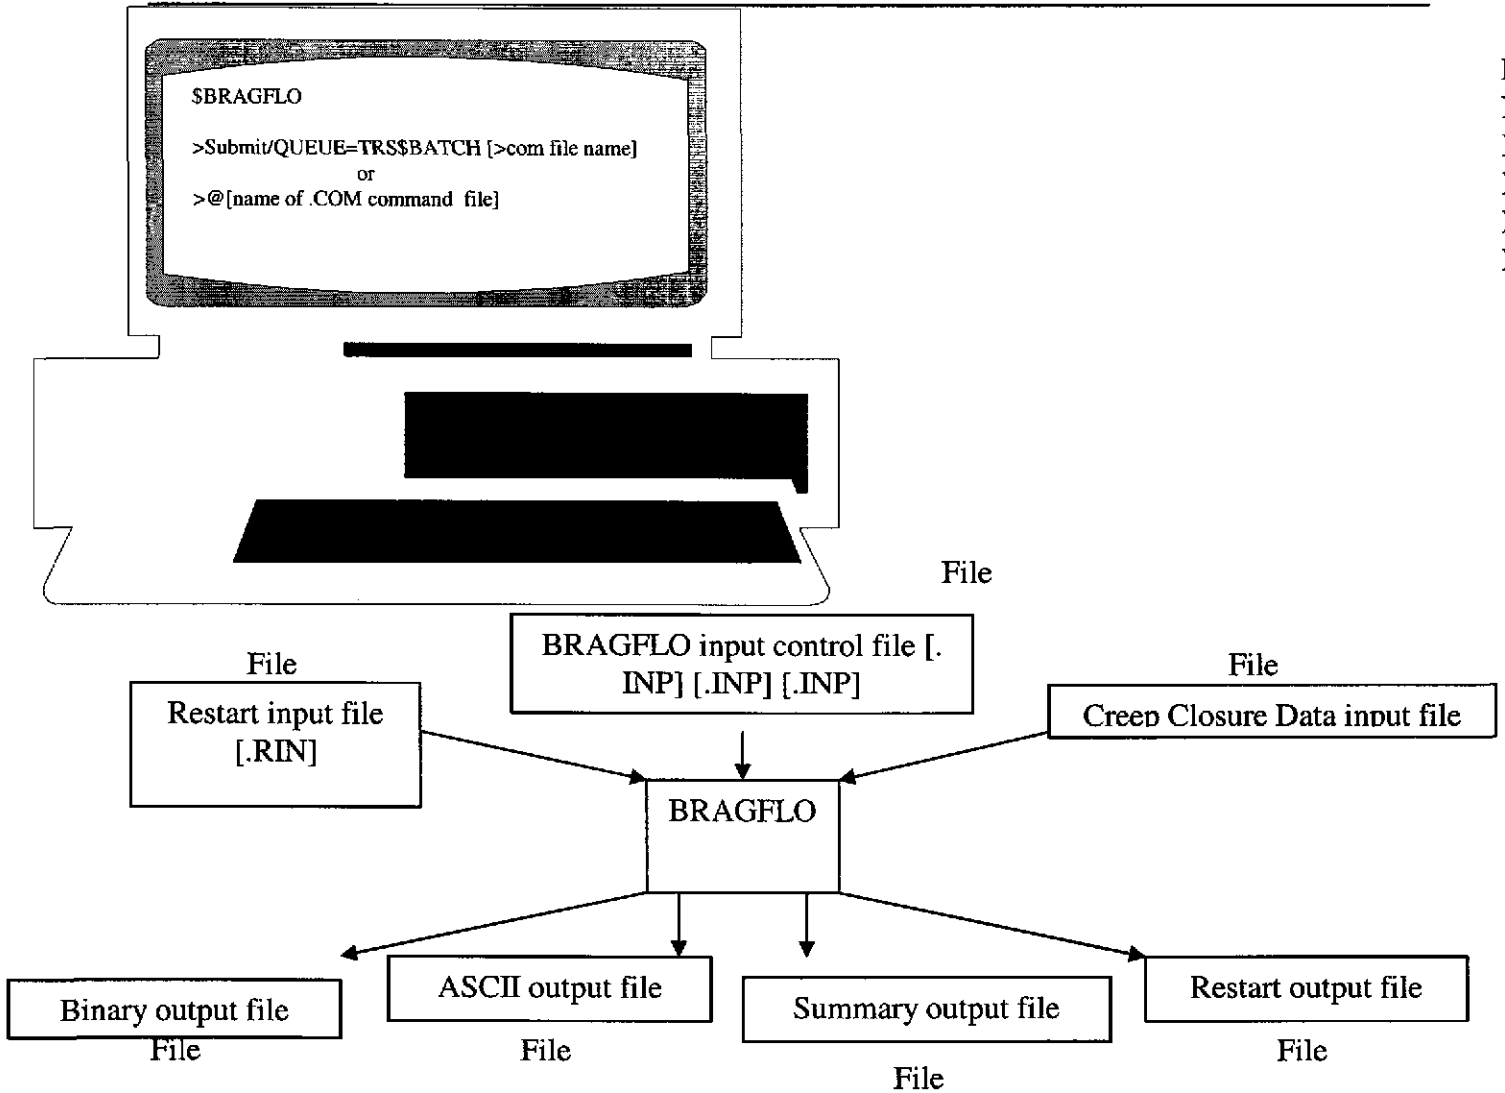 $BRAGFLO
>Submit/QUEUE=TRS$BATCH [>com file name]
or
>@[name of .COM command file]
File
BRAGFLO input control file [.
INP] [.INP] [.INP]
File
Restart input file
[.RIN]
File
Creep Closure Data input file
BRAGFLO
Binary output file
File
ASCII output file
File
Summary output file
File
Restart output file
File